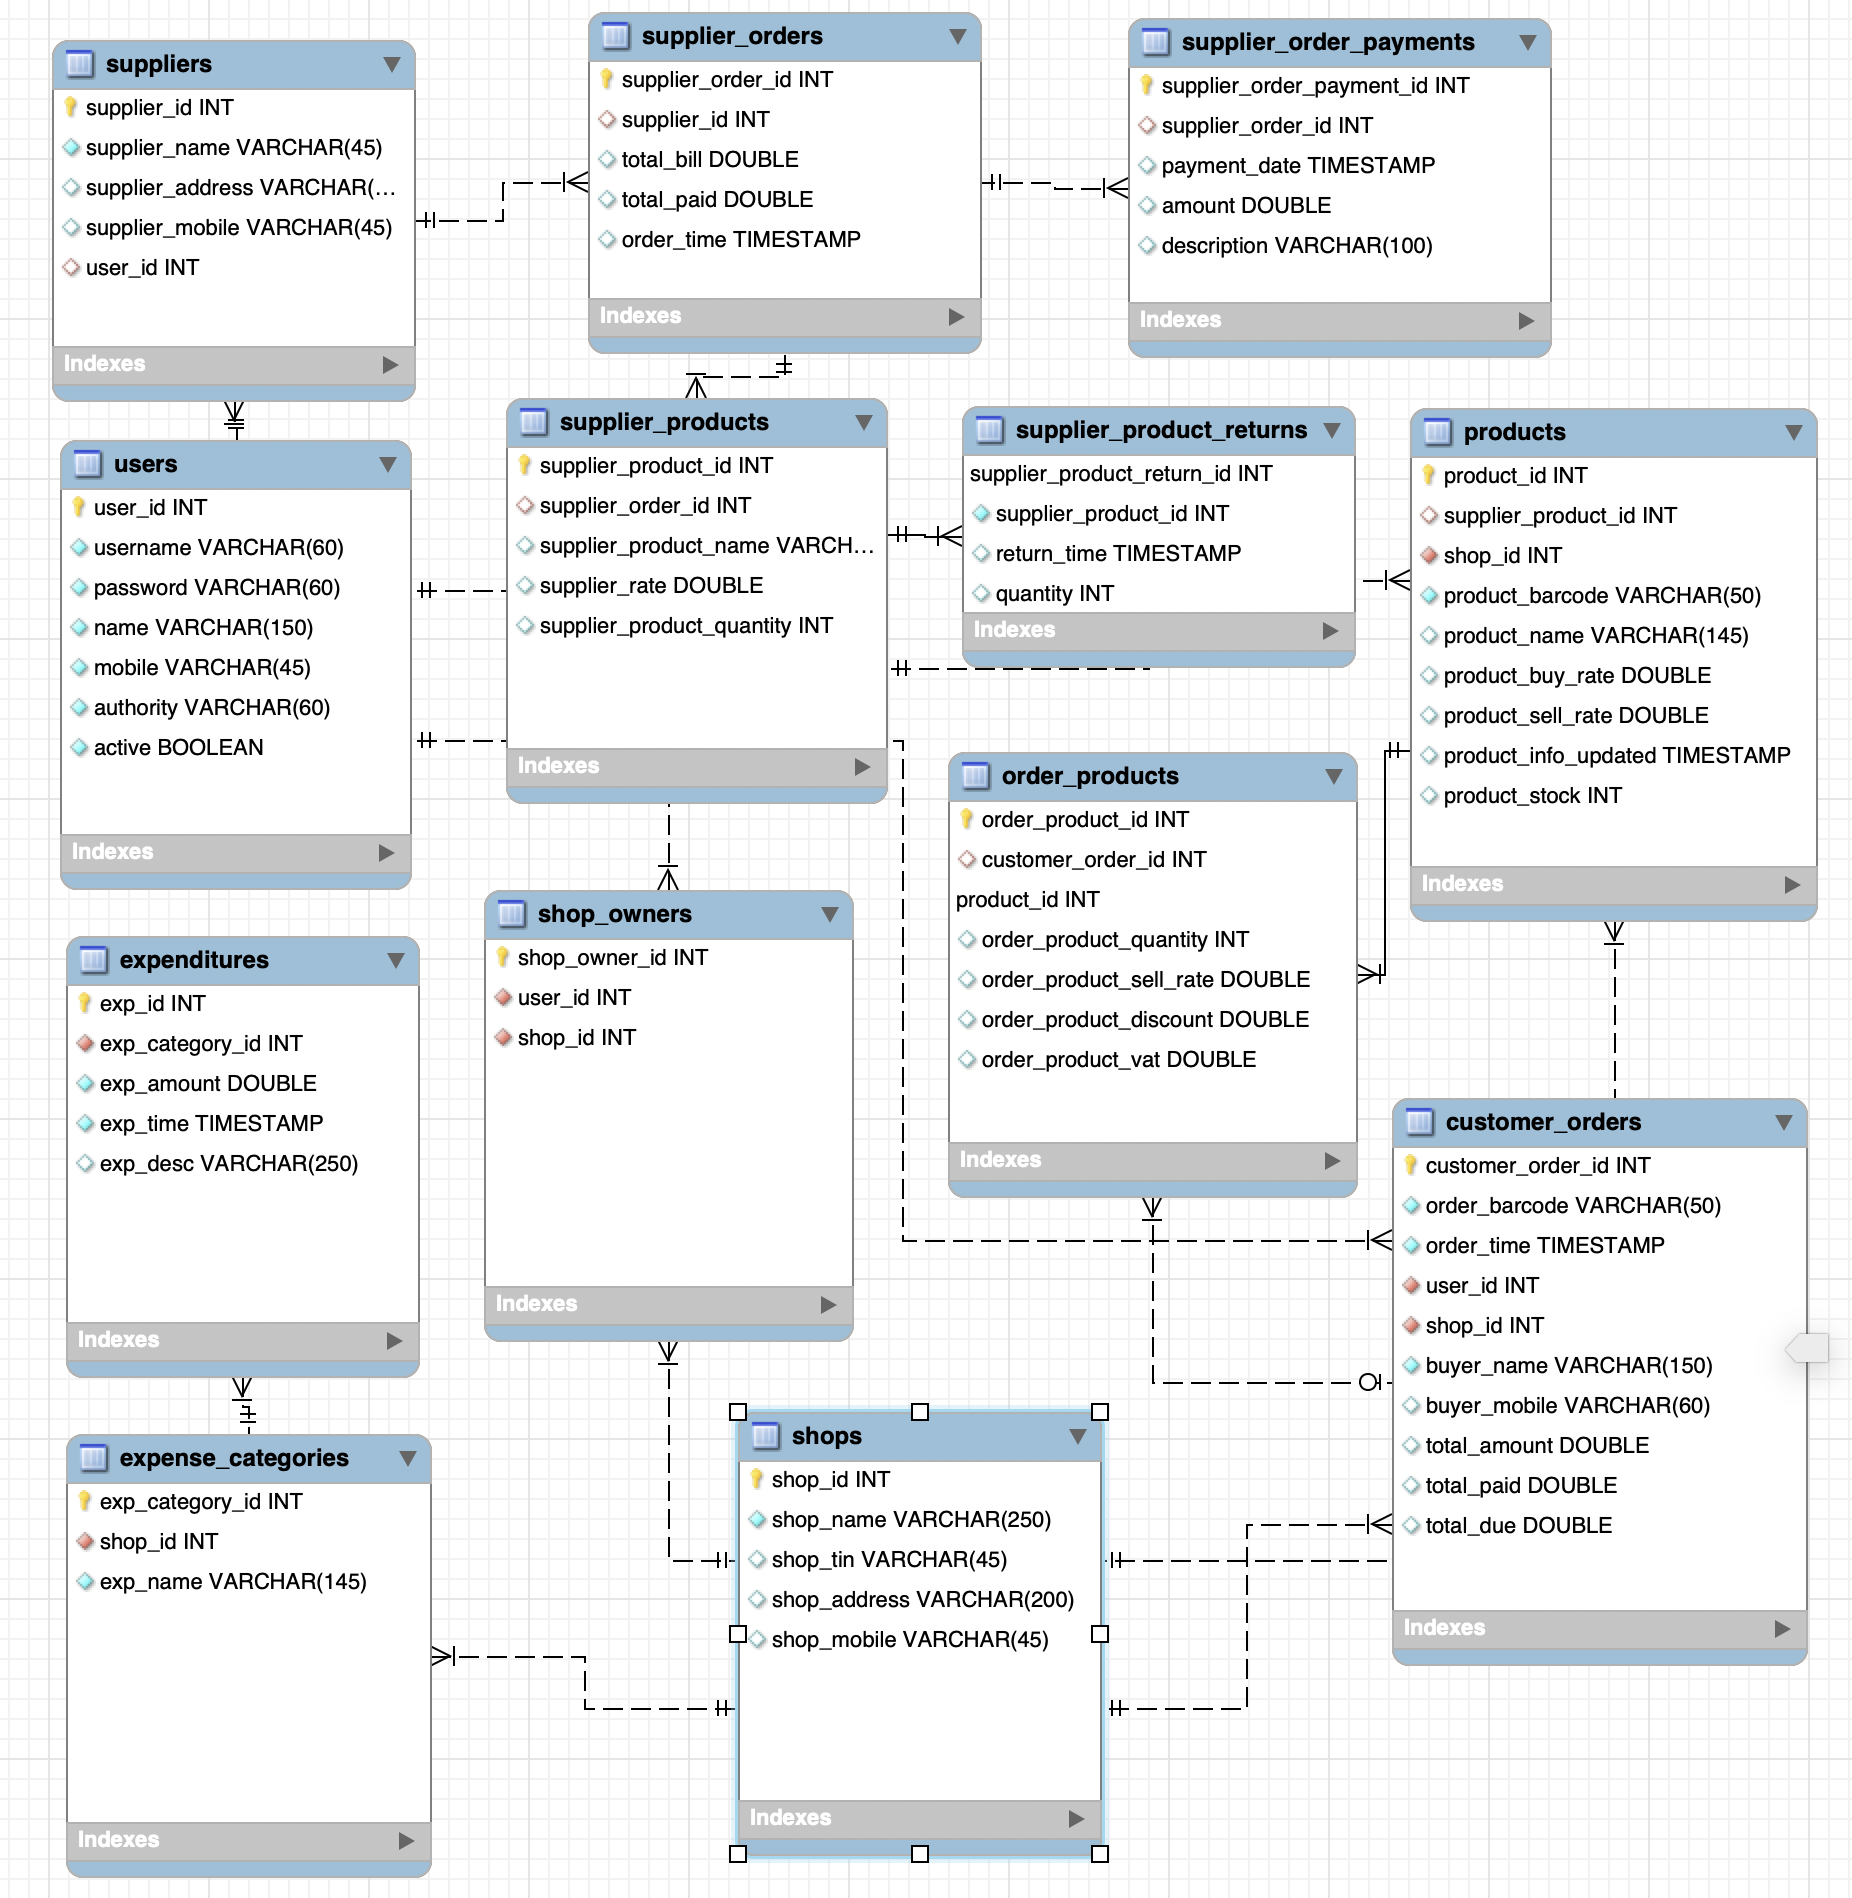 suppliers
supplier_id INT
supplier_name VARCHAR(45)
supplier_address VARCHAR(...
supplier_mobile VARCHAR(45)
user_id INT
Indexes
supplier_orders
supplier_order_id INT
supplier_id INT
total_bill DOUBLE
total_paid DOUBLE
order_time TIMESTAMP
Indexes
supplier_order_payments
supplier_order_payment_id INT
supplier_order_id INT
payment_date TIMESTAMP
amount DOUBLE
description VARCHAR(100)
Indexes
users
user_id INT
username VARCHAR(60)
password VARCHAR(60)
name VARCHAR(150)
mobile VARCHAR(45)
authority VARCHAR(60)
active BOOLEAN
Indexes
supplier_products
supplier_product_id INT
supplier_order_id INT
supplier_product_name VARCH...
supplier_rate DOUBLE
supplier_product_quantity INT
Indexes
supplier_product_returns
supplier_product_return_id INT
supplier_product_id INT
return_time TIMESTAMP
quantity INT
Indexes
products
product_id INT
supplier_product_id INT
shop_id INT
product_barcode VARCHAR(50)
product_name VARCHAR(145)
product_buy_rate DOUBLE
product_sell_rate DOUBLE
product_info_updated TIMESTAMP
product_stock INT
Indexes
order_products
order_product_id INT
customer_order_id INT
product_id INT
order_product_quantity INT
order_product_sell_rate DOUBLE
order_product_discount DOUBLE
order_product_vat DOUBLE
Indexes
expenditures
exp_id INT
exp_category_id INT
exp_amount DOUBLE
exp_time TIMESTAMP
exp_desc VARCHAR(250)
Indexes
shop_owners
shop_owner_id INT
user_id INT
shop_id INT
Indexes
customer_orders
customer_order_id INT
order_barcode VARCHAR(50)
order_time TIMESTAMP
user_id INT
shop_id INT
buyer_name VARCHAR(150)
buyer_mobile VARCHAR(60)
total_amount DOUBLE
total_paid DOUBLE
total_due DOUBLE
Indexes
expense_categories
exp_category_id INT
shop_id INT
exp_name VARCHAR(145)
Indexes
shops
shop_id INT
shop_name VARCHAR(250)
shop_tin VARCHAR(45)
shop_address VARCHAR(200)
shop_mobile VARCHAR(45)
Indexes